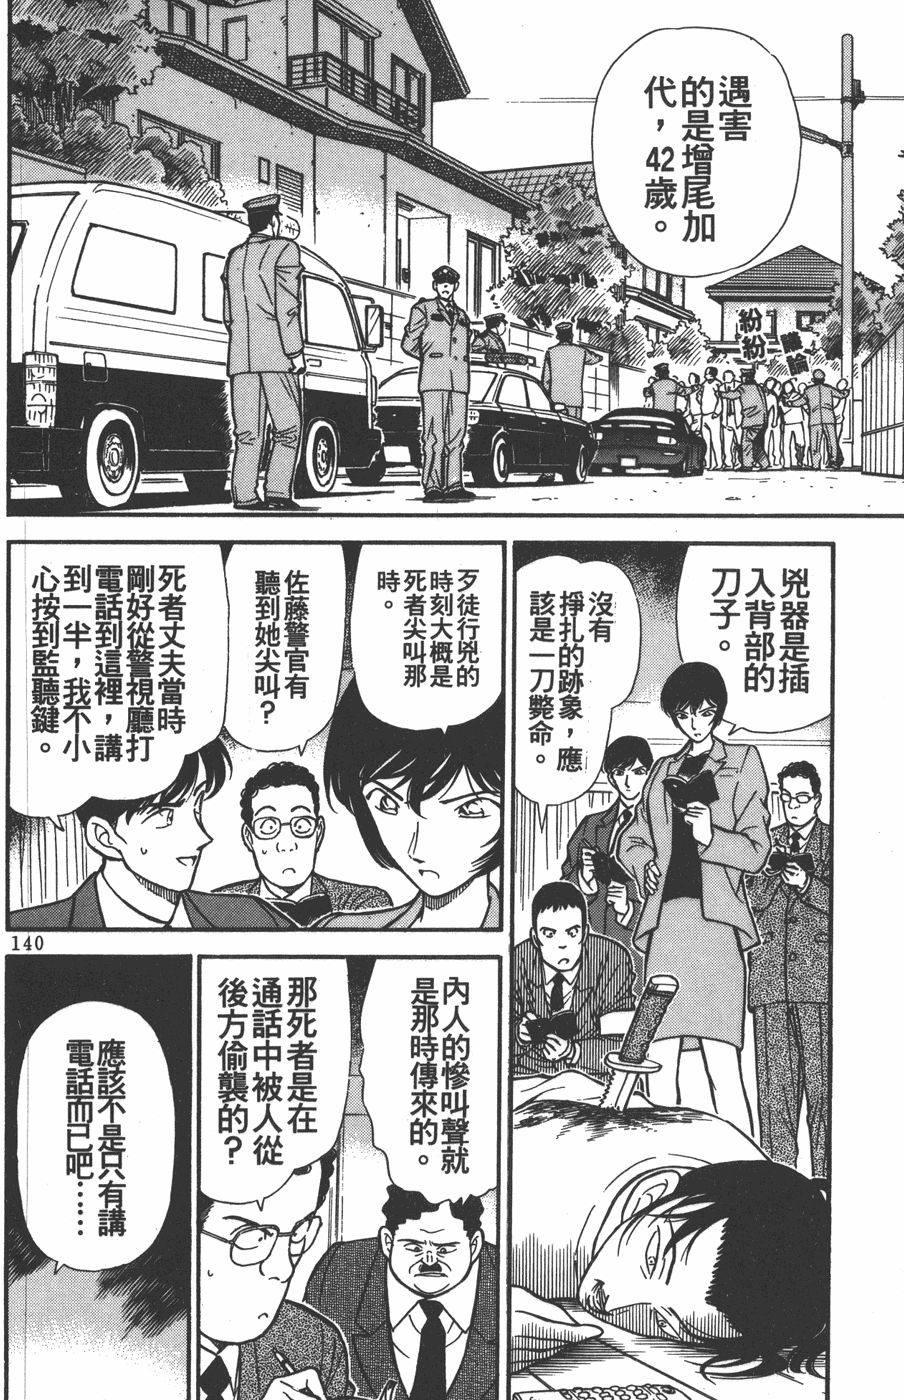 遇害
的是增尾加
代，42歲。
紛
紛
議
論
兇器是插
入背部的
刀子。
沒有
掙扎的跡象，應
該是一刀斃命。
歹徒行兇的
時刻大概是
死者尖叫那
時。
佐藤警官有
聽到她尖叫？
死者丈夫當時
剛好從警視廳打
電話到這裡，講
到一半，我不小
心按到監聽鍵。
140
內人的慘叫聲就
是那時傳來的。
那死者是在
通話中被人從
後方偷襲的？
應該不是只有講
電話而已吧……